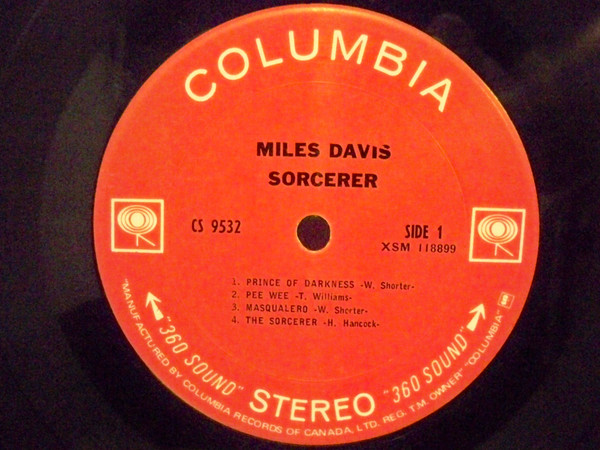 COLUMBIA
MILES DAVIS
SORCERER
CS 9532
SIDE 1
XSM 118899
1. PRINCE OF DARKNESS -W. Shorter-
2. PEE WEE -T. Williams-
3. MASQUALERO -W. Shorter-
4. THE SORCERER -H. Hancock-
"360 SOUND" STEREO "360 SOUND"
"MANUFACTURED BY COLUMBIA RECORDS OF CANADA, LTD. REG. T.M. OWNER" "COLUMBIA"